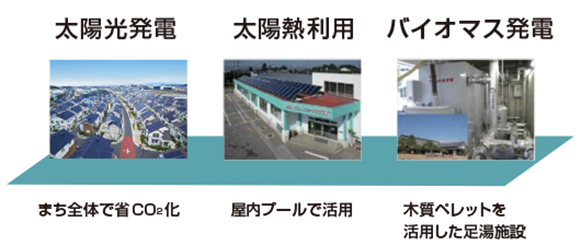 太陽光発電
太陽熱利用
バイオマス発電
まち全体で省CO₂化
屋内プールで活用
木質ペレットを
活用した足湯施設